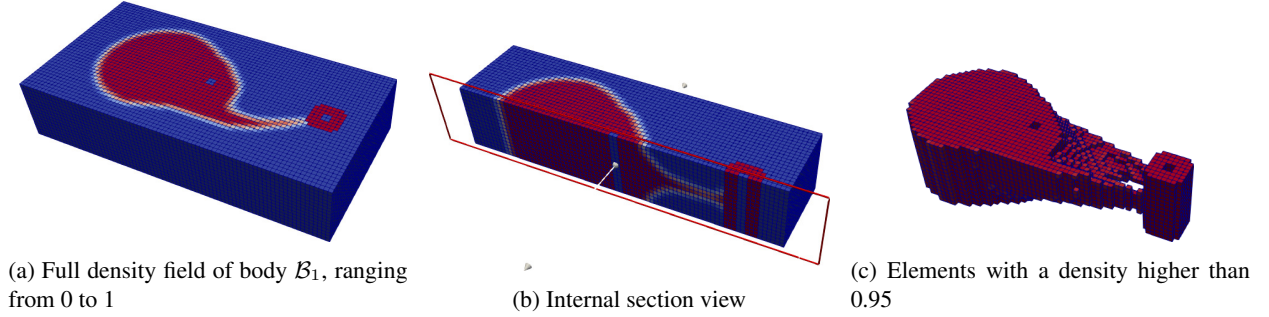 (a) Full density field of body $\mathcal{B}_1$, ranging
from 0 to 1
(b) Internal section view
(c) Elements with a density higher than
0.95